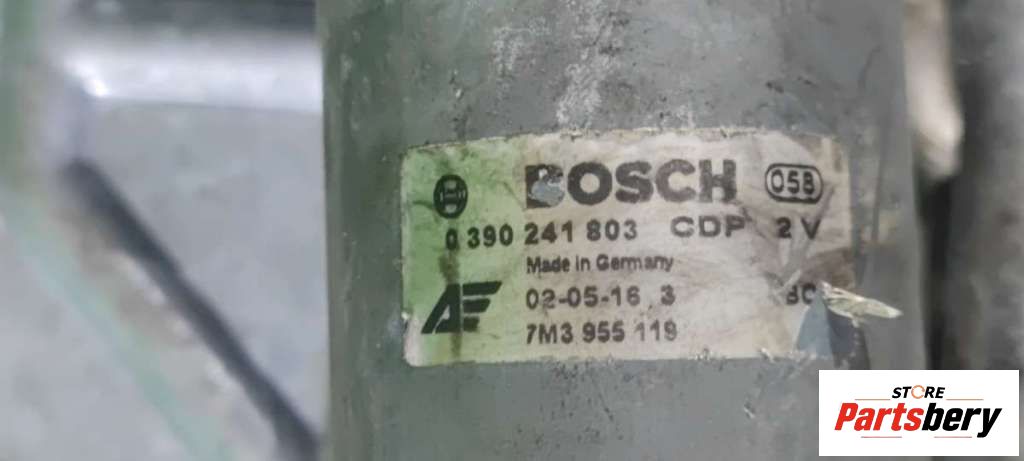 BOSCH 058
0 390 241 803 CDP 2 V
Made in Germany
02-05-16 3
7M3 955 119
STORE
Partsbery